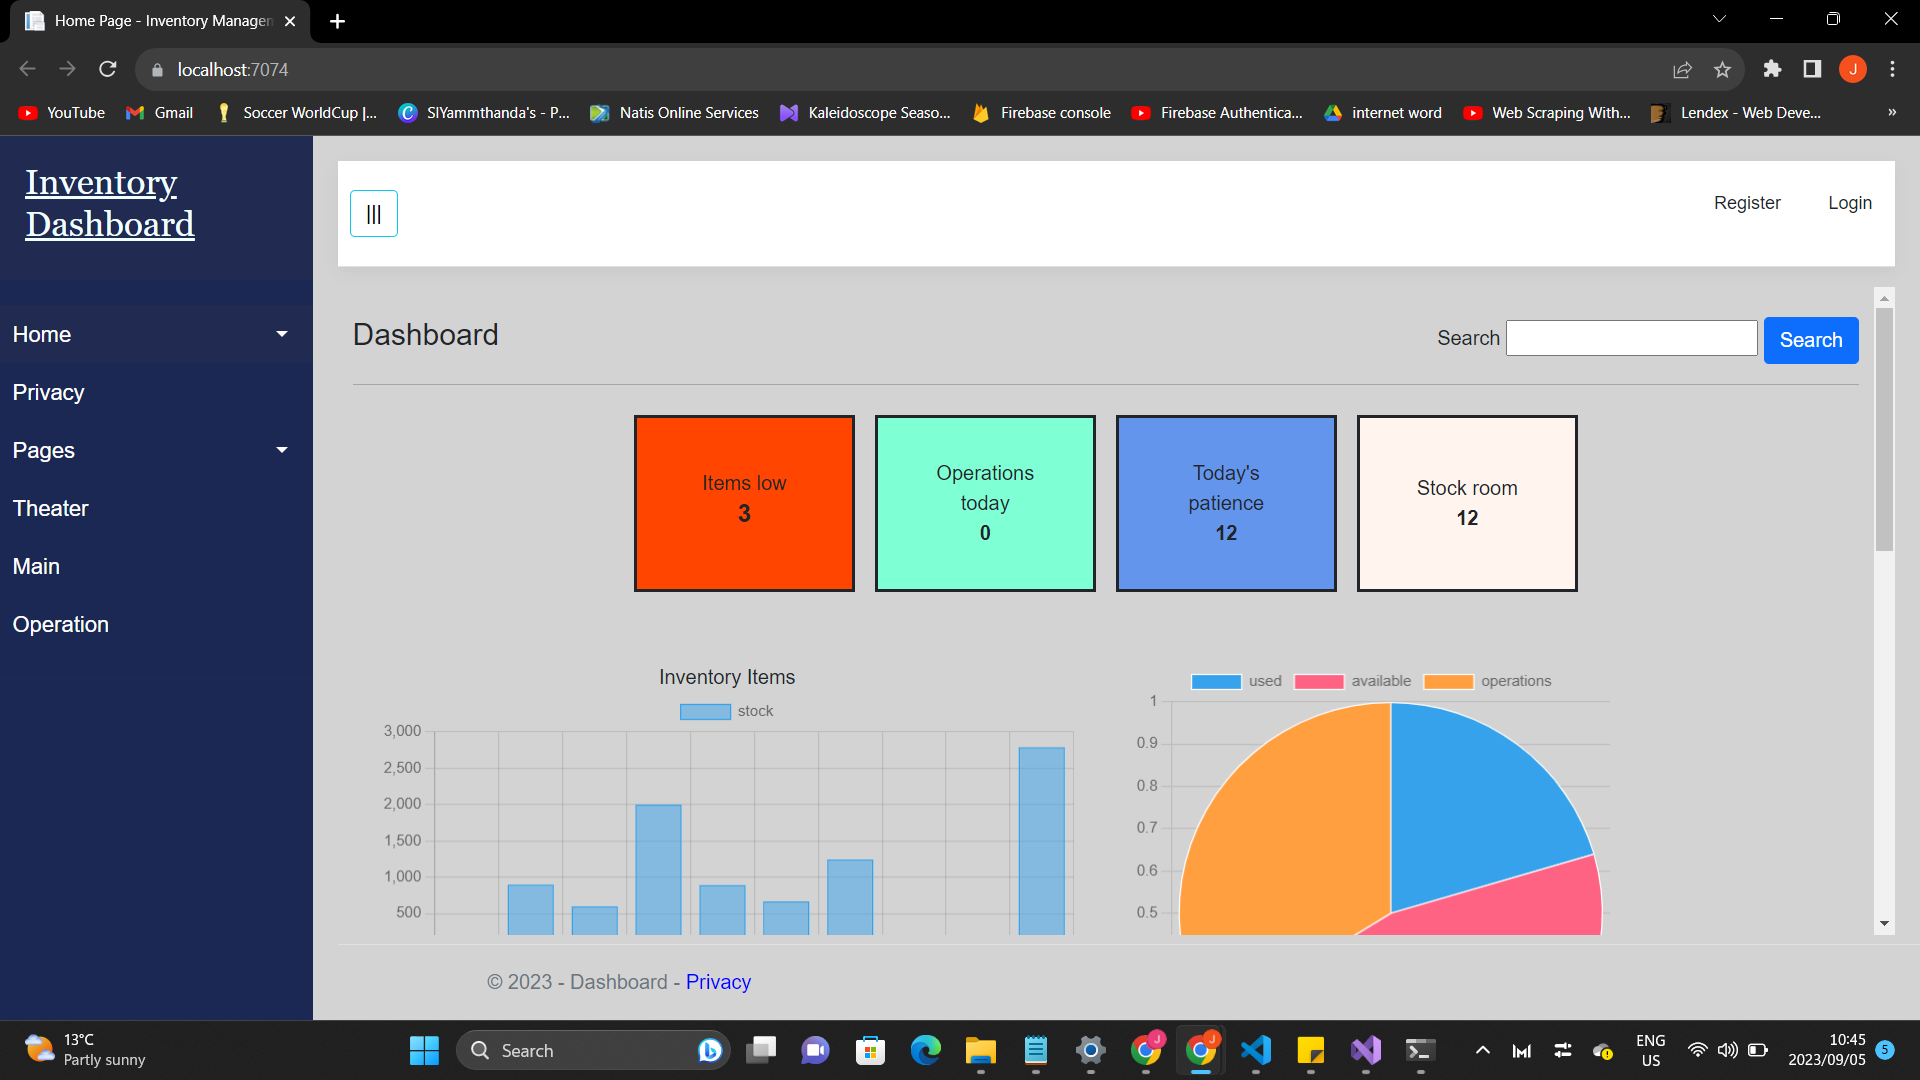 Home Page - Inventory Managem
localhost:7074
YouTube
Gmail
Soccer WorldCup |...
SIYammthanda's - P...
Natis Online Services
Kaleidoscope Seaso...
Firebase console
Firebase Authentica...
internet word
Web Scraping With...
Lendex - Web Deve...
»
J
Inventory
Dashboard
Home
Privacy
Pages
Theater
Main
Operation
|||
Register
Login
Dashboard
Search
Search
Items low
3
Operations
today
0
Today's
patience
12
Stock room
12
Inventory Items
stock
3,000
2,500
2,000
1,500
1,000
500
used
available
operations
1
0.9
0.8
0.7
0.6
0.5
© 2023 - Dashboard - Privacy
13°C
Partly sunny
Search
J
J
ENG
US
10:45
2023/09/05
5